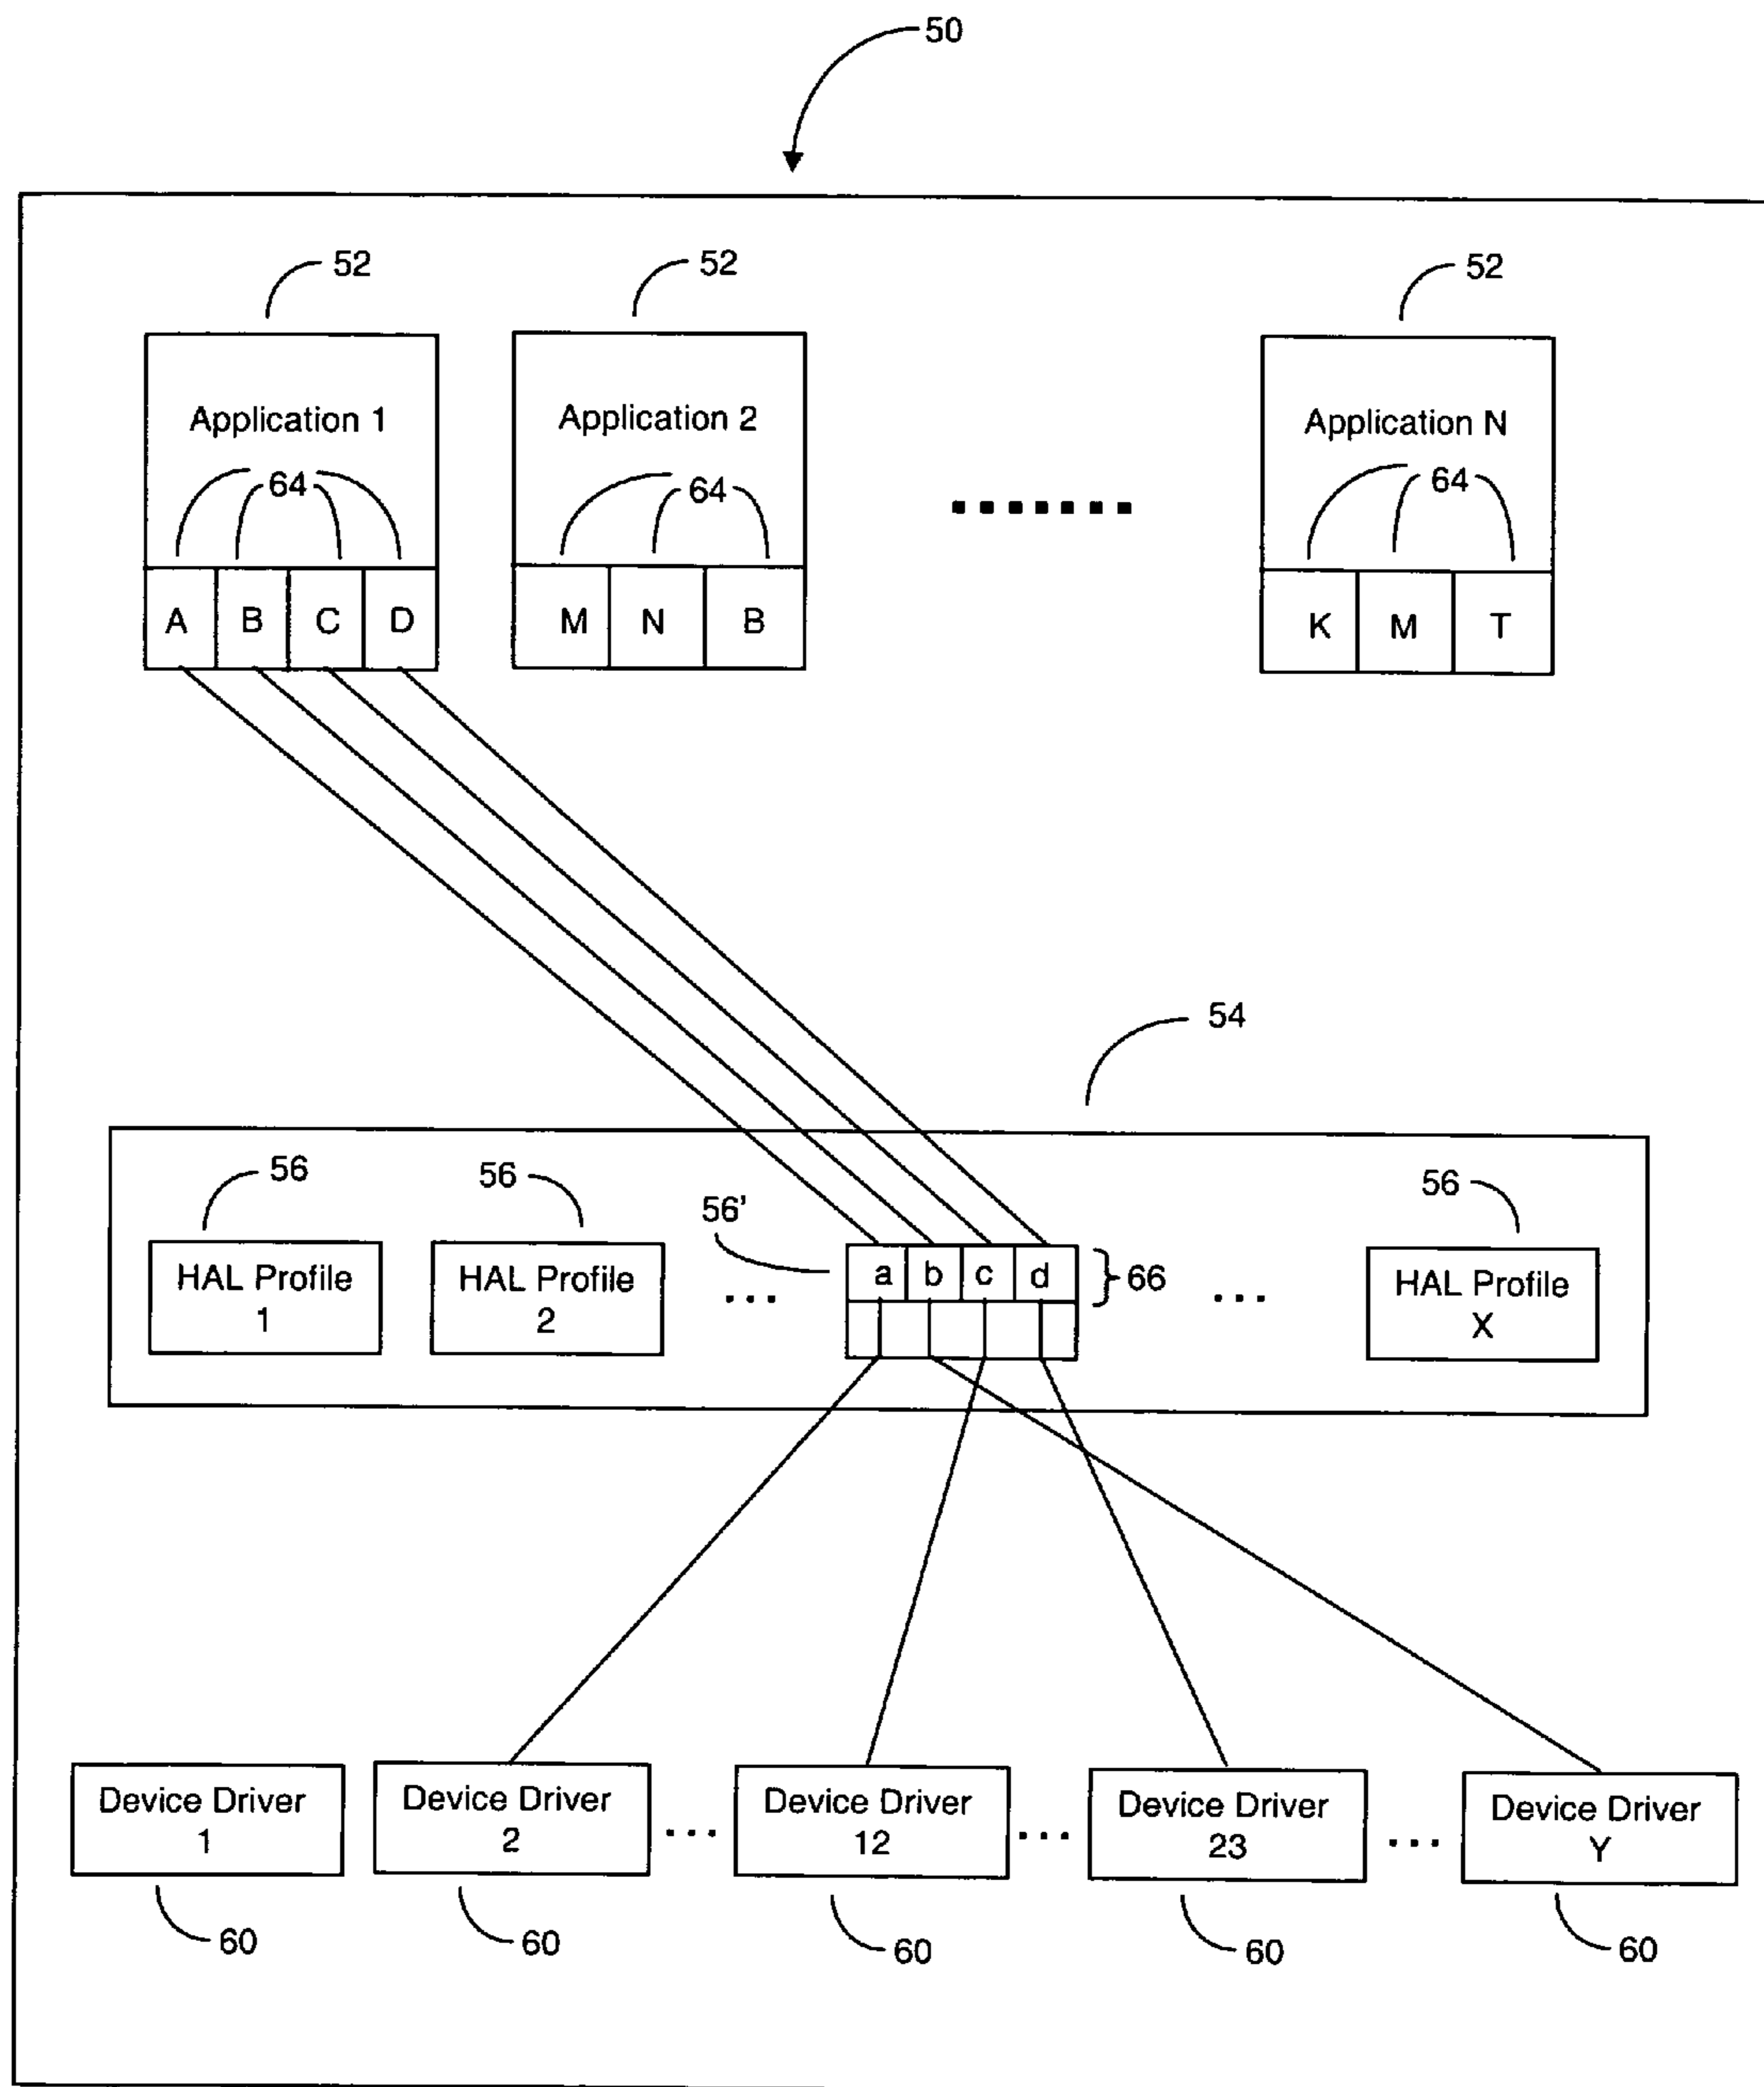 50
52
52
52
Application 1
Application 2
Application N
64
64
64
.......
A B C D
M N B
K M T
54
56
56
56'
56
HAL Profile
1
HAL Profile
2
...
a b c d
66
...
HAL Profile
X
Device Driver
1
Device Driver
2
...
Device Driver
12
...
Device Driver
23
...
Device Driver
Y
60
60
60
60
60